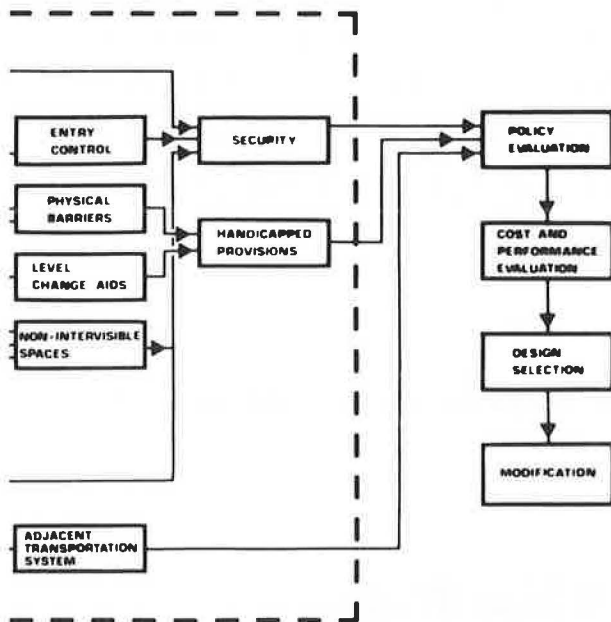 ENTRY
CONTROL
PHYSICAL
BARRIERS
LEVEL
CHANGE AIDS
NON-INTERVISIBLE
SPACES
ADJACENT
TRANSPORTATION
SYSTEM
SECURITY
HANDICAPPED
PROVISIONS
POLICY
EVALUATION
COST AND
PERFORMANCE
EVALUATION
DESIGN
SELECTION
MODIFICATION